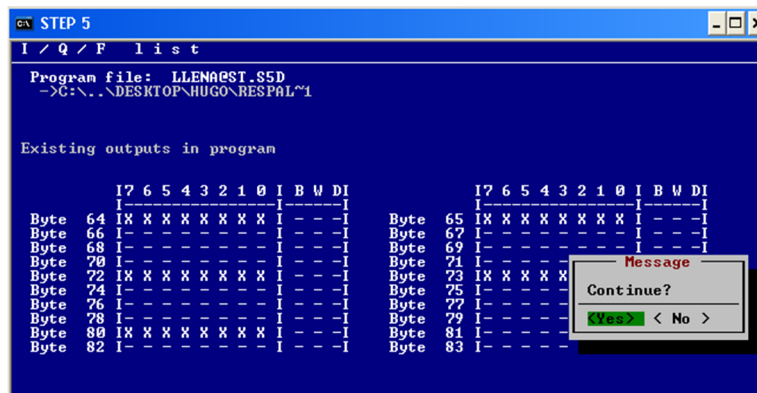 STEP 5
I / Q / F   l i s t
Program file:  LLENA@ST.S5D
->C:\..\DESKTOP\HUGO\RESPAL~1
Existing outputs in program
I7 6 5 4 3 2 1 0 I B W DI          I7 6 5 4 3 2 1 0 I B W DI
I----------------I------I          I----------------I------I
Byte  64 IX X X X X X X X I - - -I    Byte  65 IX X X X X X X X I - - -I
Byte  66 I- - - - - - - - I - - -I    Byte  67 I- - - - - - - - I - - -I
Byte  68 I- - - - - - - - I - - -I    Byte  69 I- - - - - - - - I - - -I
Byte  70 I- - - - - - - - I - - -I    Byte  71 I- - - - -
Byte  72 IX X X X X X X X I - - -I    Byte  73 IX X X X X
Byte  74 I- - - - - - - - I - - -I    Byte  75 I- - - - -
Byte  76 I- - - - - - - - I - - -I    Byte  77 I- - - - -
Byte  78 I- - - - - - - - I - - -I    Byte  79 I- - - - -
Byte  80 IX X X X X X X X I - - -I    Byte  81 I- - - - -
Byte  82 I- - - - - - - - I - - -I    Byte  83 I- - - - -
Message
Continue?
<Yes>  < No >